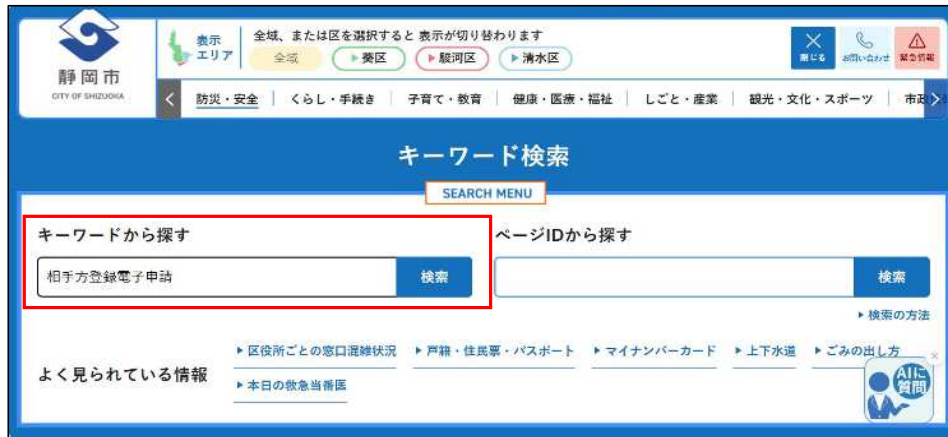 静岡市
CITY OF SHIZUOKA
表示
エリア
全域、または区を選択すると 表示が切り替わります
全域
葵区
駿河区
清水区
閉じる
お問い合わせ
緊急情報
防災・安全
くらし・手続き
子育て・教育
健康・医療・福祉
しごと・産業
観光・文化・スポーツ
市政
キーワード検索
SEARCH MENU
キーワードから探す
相手方登録電子申請
検索
ページIDから探す
検索
検索の方法
よく見られている情報
区役所ごとの窓口混雑状況
戸籍・住民票・パスポート
マイナンバーカード
上下水道
ごみの出し方
本日の救急当番医
AIに
質問